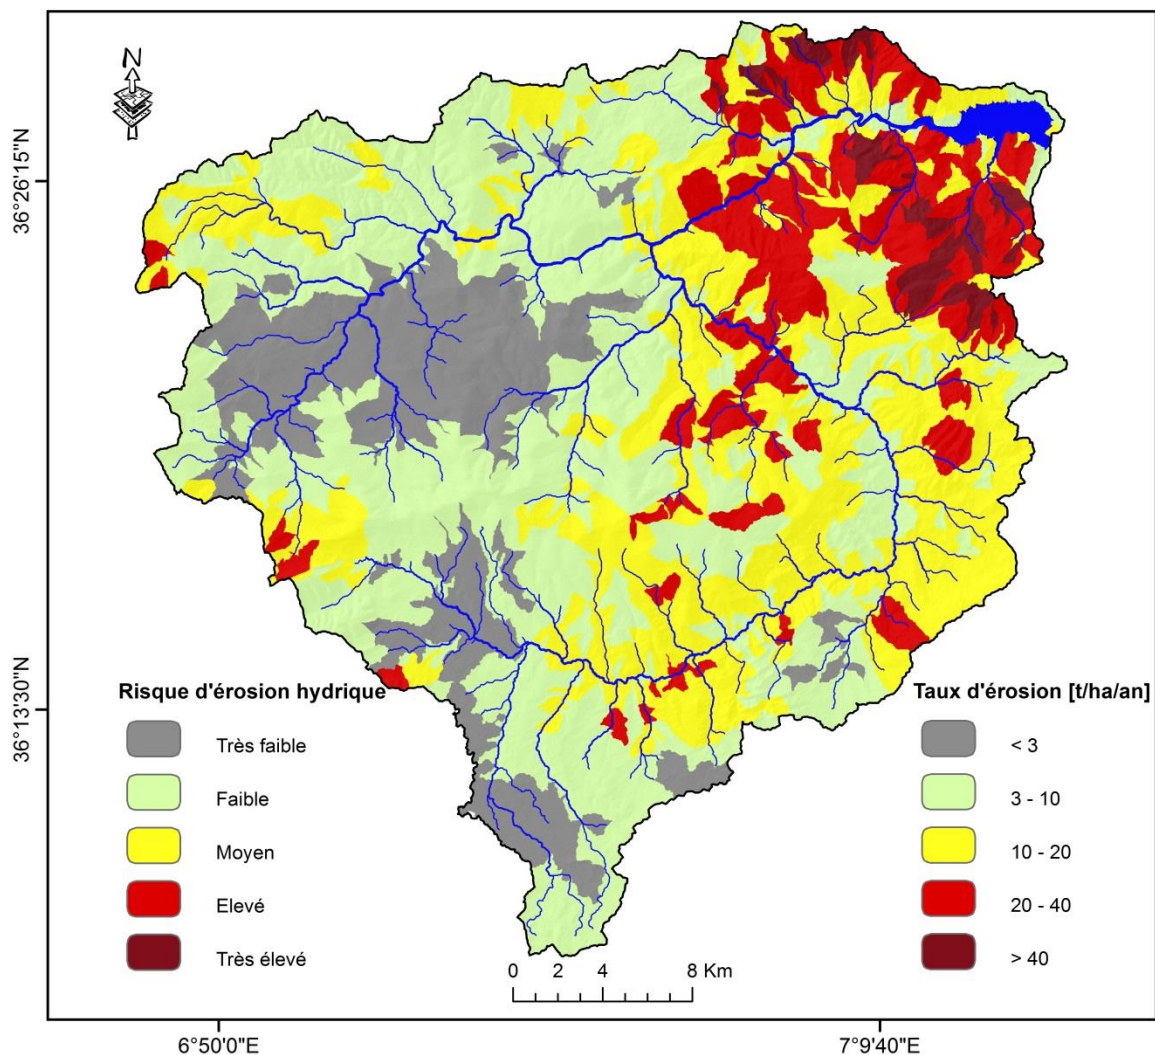 N
36°26'15"N
36°13'30"N
Risque d'érosion hydrique
Très faible
Faible
Moyen
Elevé
Très élevé
Taux d'érosion [t/ha/an]
< 3
3 - 10
10 - 20
20 - 40
> 40
0 2 4 8 Km
6°50'0"E
7°9'40"E